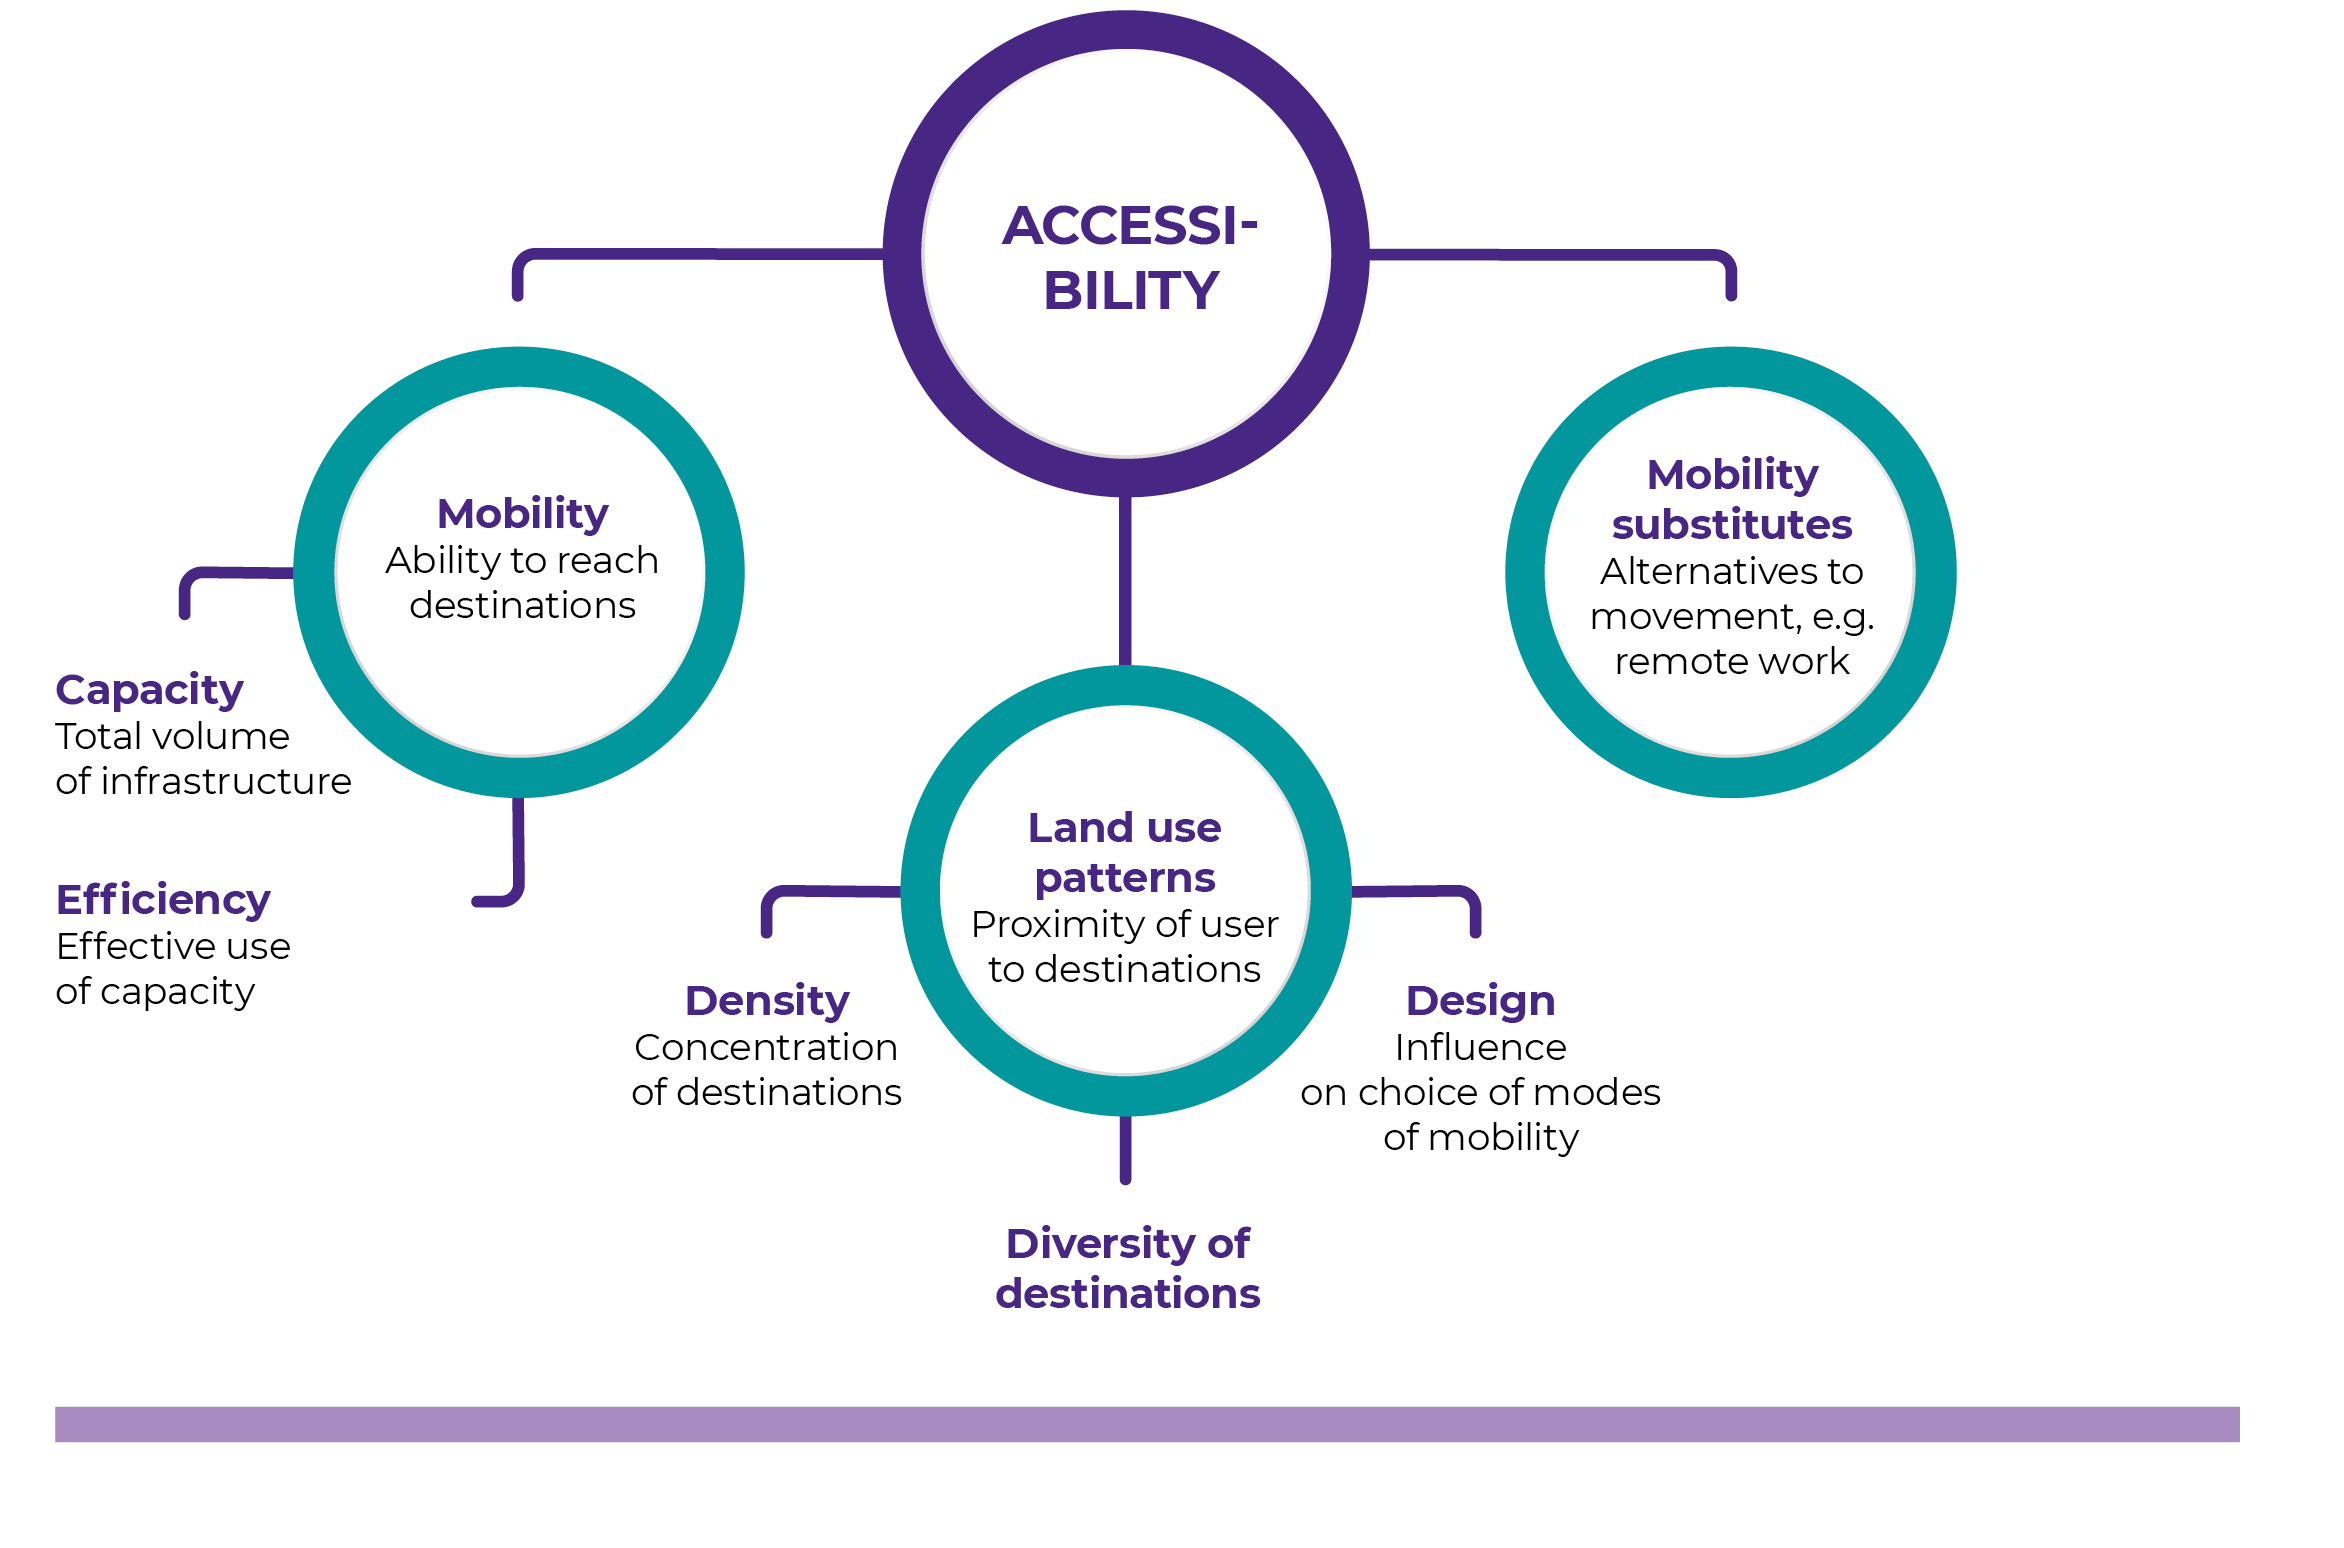 ACCESSI-
BILITY
Mobility
Ability to reach
destinations
Mobility
substitutes
Alternatives to
movement, e.g.
remote work
Capacity
Total volume
of infrastructure
Efficiency
Effective use
of capacity
Land use
patterns
Proximity of user
to destinations
Density
Concentration
of destinations
Design
Influence
on choice of modes
of mobility
Diversity of
destinations